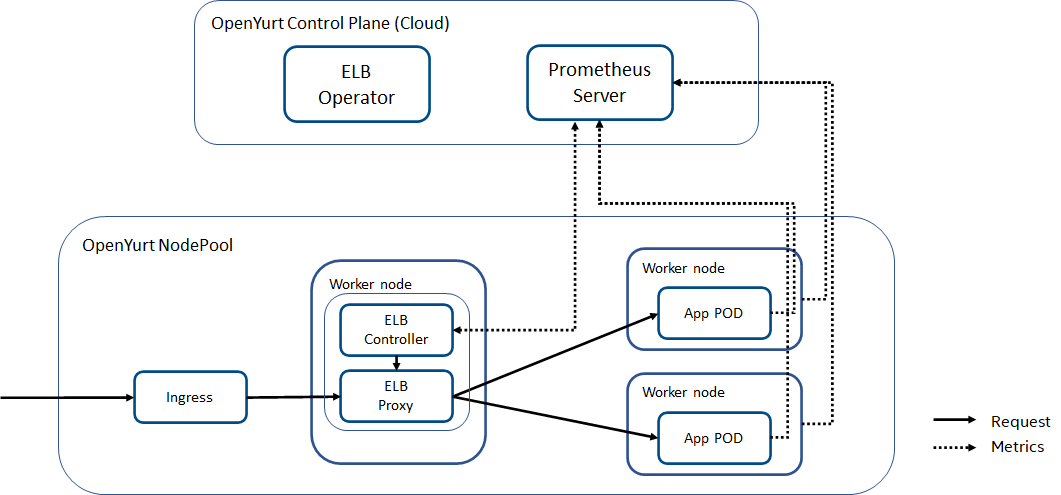 OpenYurt Control Plane (Cloud)
ELB
Operator
Prometheus
Server
OpenYurt NodePool
Worker node
ELB
Controller
ELB
Proxy
Ingress
Worker node
App POD
Worker node
App POD
Request
Metrics